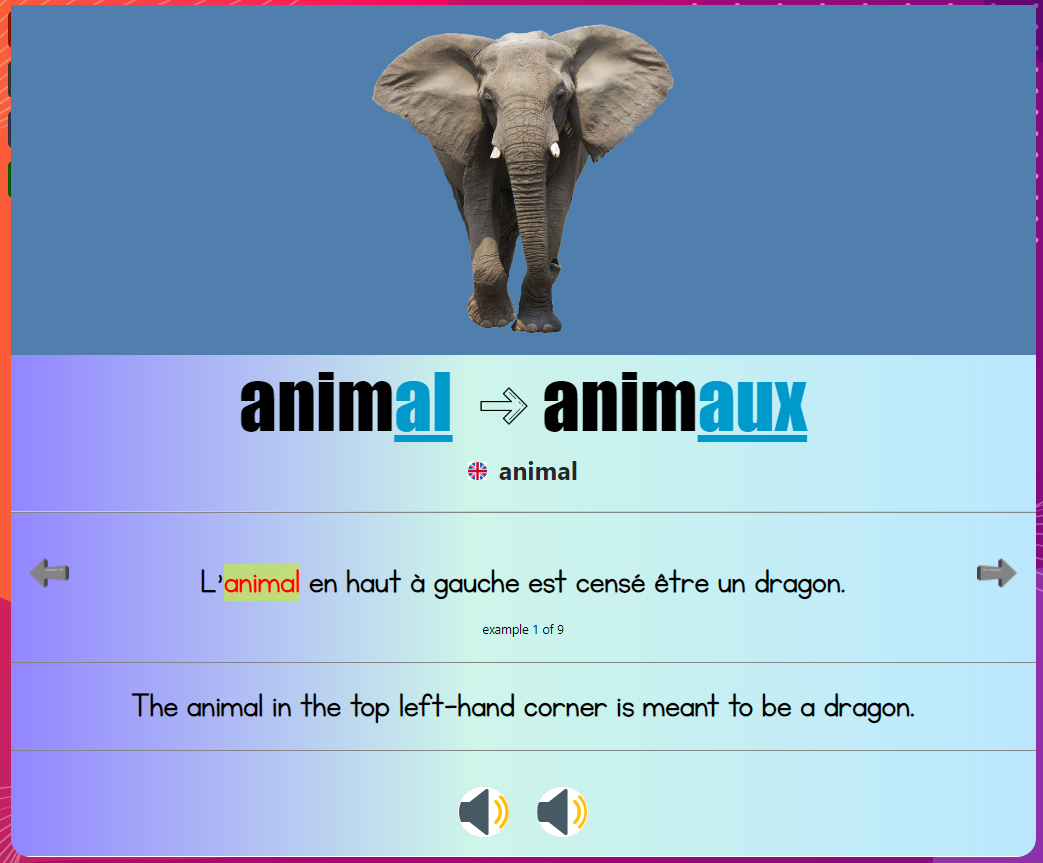 animal ⇨ animaux
animal
L'animal en haut à gauche est censé être un dragon.
example 1 of 9
The animal in the top left-hand corner is meant to be a dragon.